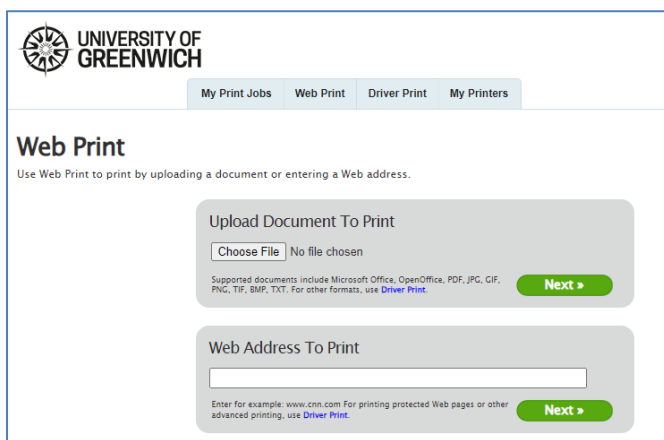 UNIVERSITY OF
GREENWICH
My Print Jobs Web Print Driver Print My Printers
Web Print
Use Web Print to print by uploading a document or entering a Web address.
Upload Document To Print
Choose File No file chosen
Supported documents include Microsoft Office, OpenOffice, PDF, JPG, GIF,
PNG, TIF, BMP, TXT. For other formats, use Driver Print.
Next »
Web Address To Print
Enter for example: www.cnn.com For printing protected Web pages or other
advanced printing, use Driver Print.
Next »